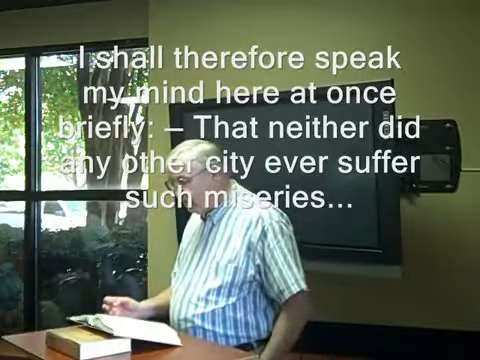 I shall therefore speak
my mind here at once
briefly: – That neither did
any other city ever suffer
such miseries...